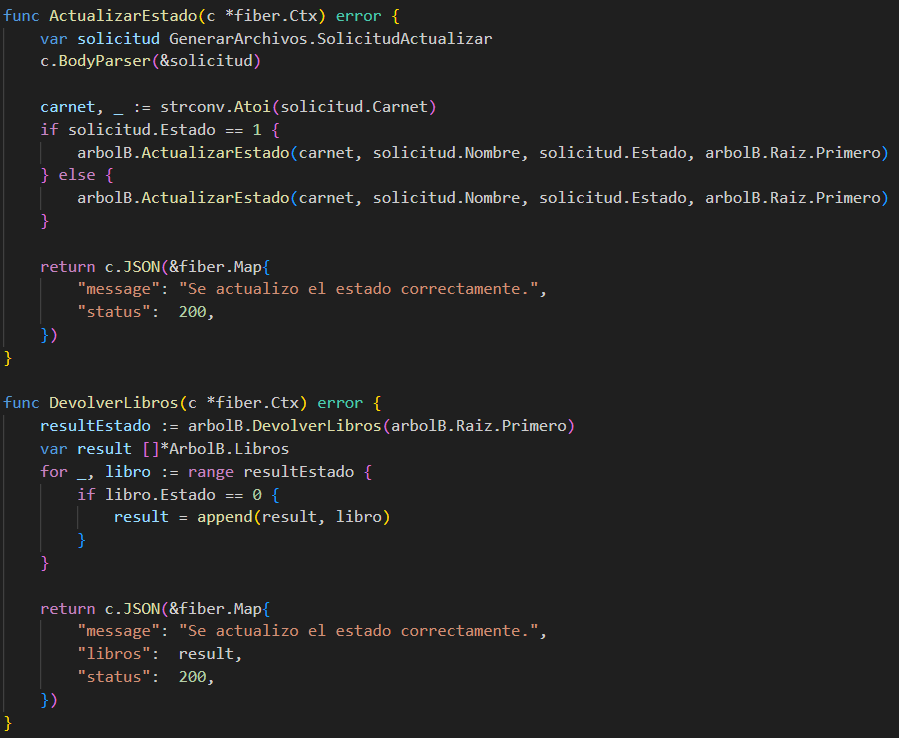 func ActualizarEstado(c *fiber.Ctx) error {
    var solicitud GenerarArchivos.SolicitudActualizar
    c.BodyParser(&solicitud)

    carnet, _ := strconv.Atoi(solicitud.Carnet)
    if solicitud.Estado == 1 {
        arbolB.ActualizarEstado(carnet, solicitud.Nombre, solicitud.Estado, arbolB.Raiz.Primero)
    } else {
        arbolB.ActualizarEstado(carnet, solicitud.Nombre, solicitud.Estado, arbolB.Raiz.Primero)
    }

    return c.JSON(&fiber.Map{
        "message": "Se actualizo el estado correctamente.",
        "status":  200,
    })
}

func DevolverLibros(c *fiber.Ctx) error {
    resultEstado := arbolB.DevolverLibros(arbolB.Raiz.Primero)
    var result []*ArbolB.Libros
    for _, libro := range resultEstado {
        if libro.Estado == 0 {
            result = append(result, libro)
        }
    }

    return c.JSON(&fiber.Map{
        "message": "Se actualizo el estado correctamente.",
        "libros":  result,
        "status":  200,
    })
}